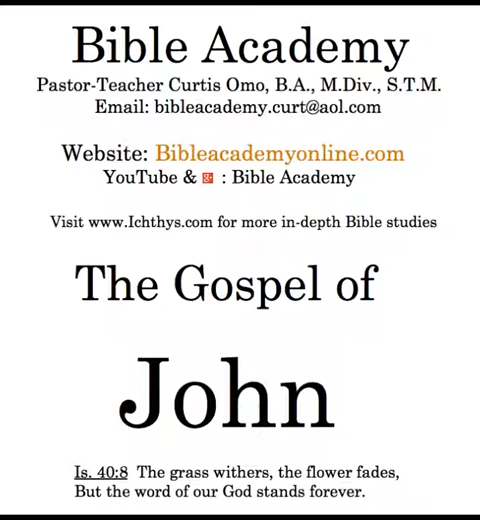 Bible Academy
Pastor-Teacher Curtis Omo, B.A., M.Div., S.T.M.
Email: bibleacademy.curt@aol.com
Website: Bibleacademyonline.com
YouTube & : Bible Academy
Visit www.Ichthys.com for more in-depth Bible studies
The Gospel of
John
Is. 40:8 The grass withers, the flower fades,
But the word of our God stands forever.